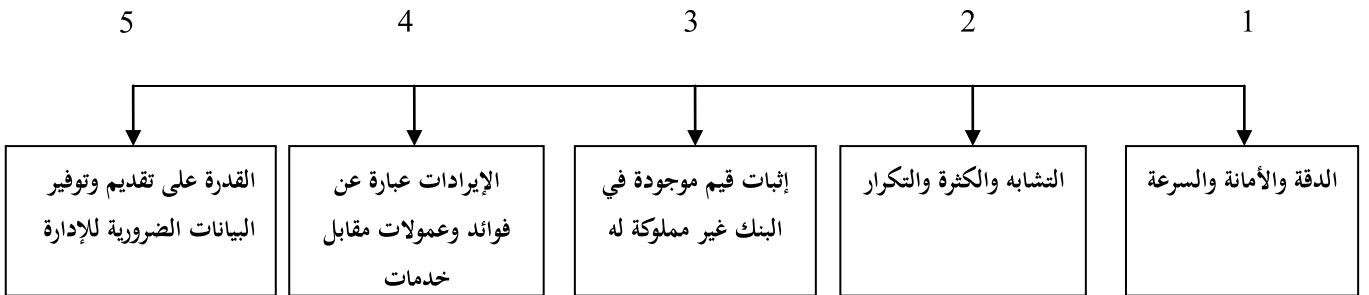 1
2
3
4
5
الدقة والأمانة والسرعة
التشابه والكثرة والتكرار
إثبات قيم موجودة في
البنك غير مملوكة له
الإيرادات عبارة عن
فوائد وعمولات مقابل
خدمات
القدرة على تقديم وتوفير
البيانات الضرورية للإدارة